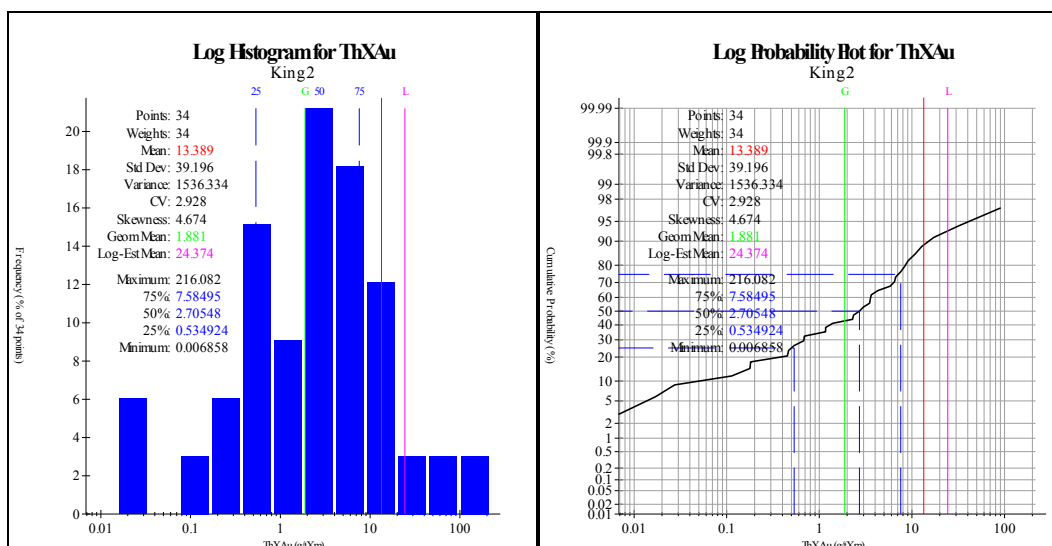 Log Histogram for ThXAu
King2
25 G 50 75 L
Points: 34
Weights: 34
Mean: 13.389
Std Dev: 39.196
Variance: 1536.334
CV: 2.928
Skewness: 4.674
Geom Mean: 1.881
Log-Est Mean: 24.374
Maximum: 216.082
75%: 7.58495
50%: 2.70548
25%: 0.534924
Minimum: 0.006858
Frequency (% of 34 points)
20
18
16
14
12
10
8
6
4
2
0
0.01 0.1 1 10 100
ThXAu (g/tXm)
Log Probability Plot for ThXAu
King2
G L
Points: 34
Weights: 34
Mean: 13.389
Std Dev: 39.196
Variance: 1536.334
CV: 2.928
Skewness: 4.674
Geom Mean: 1.881
Log-Est Mean: 24.374
Maximum: 216.082
75%: 7.58495
50%: 2.70548
25%: 0.534924
Minimum: 0.006858
Cumulative Probability (%)
99.99
99.9
99.8
99
98
95
90
80
70
60
50
40
30
20
10
5
2
1
0.5
0.2
0.1
0.05
0.02
0.01
0.01 0.1 1 10 100
ThXAu (g/tXm)